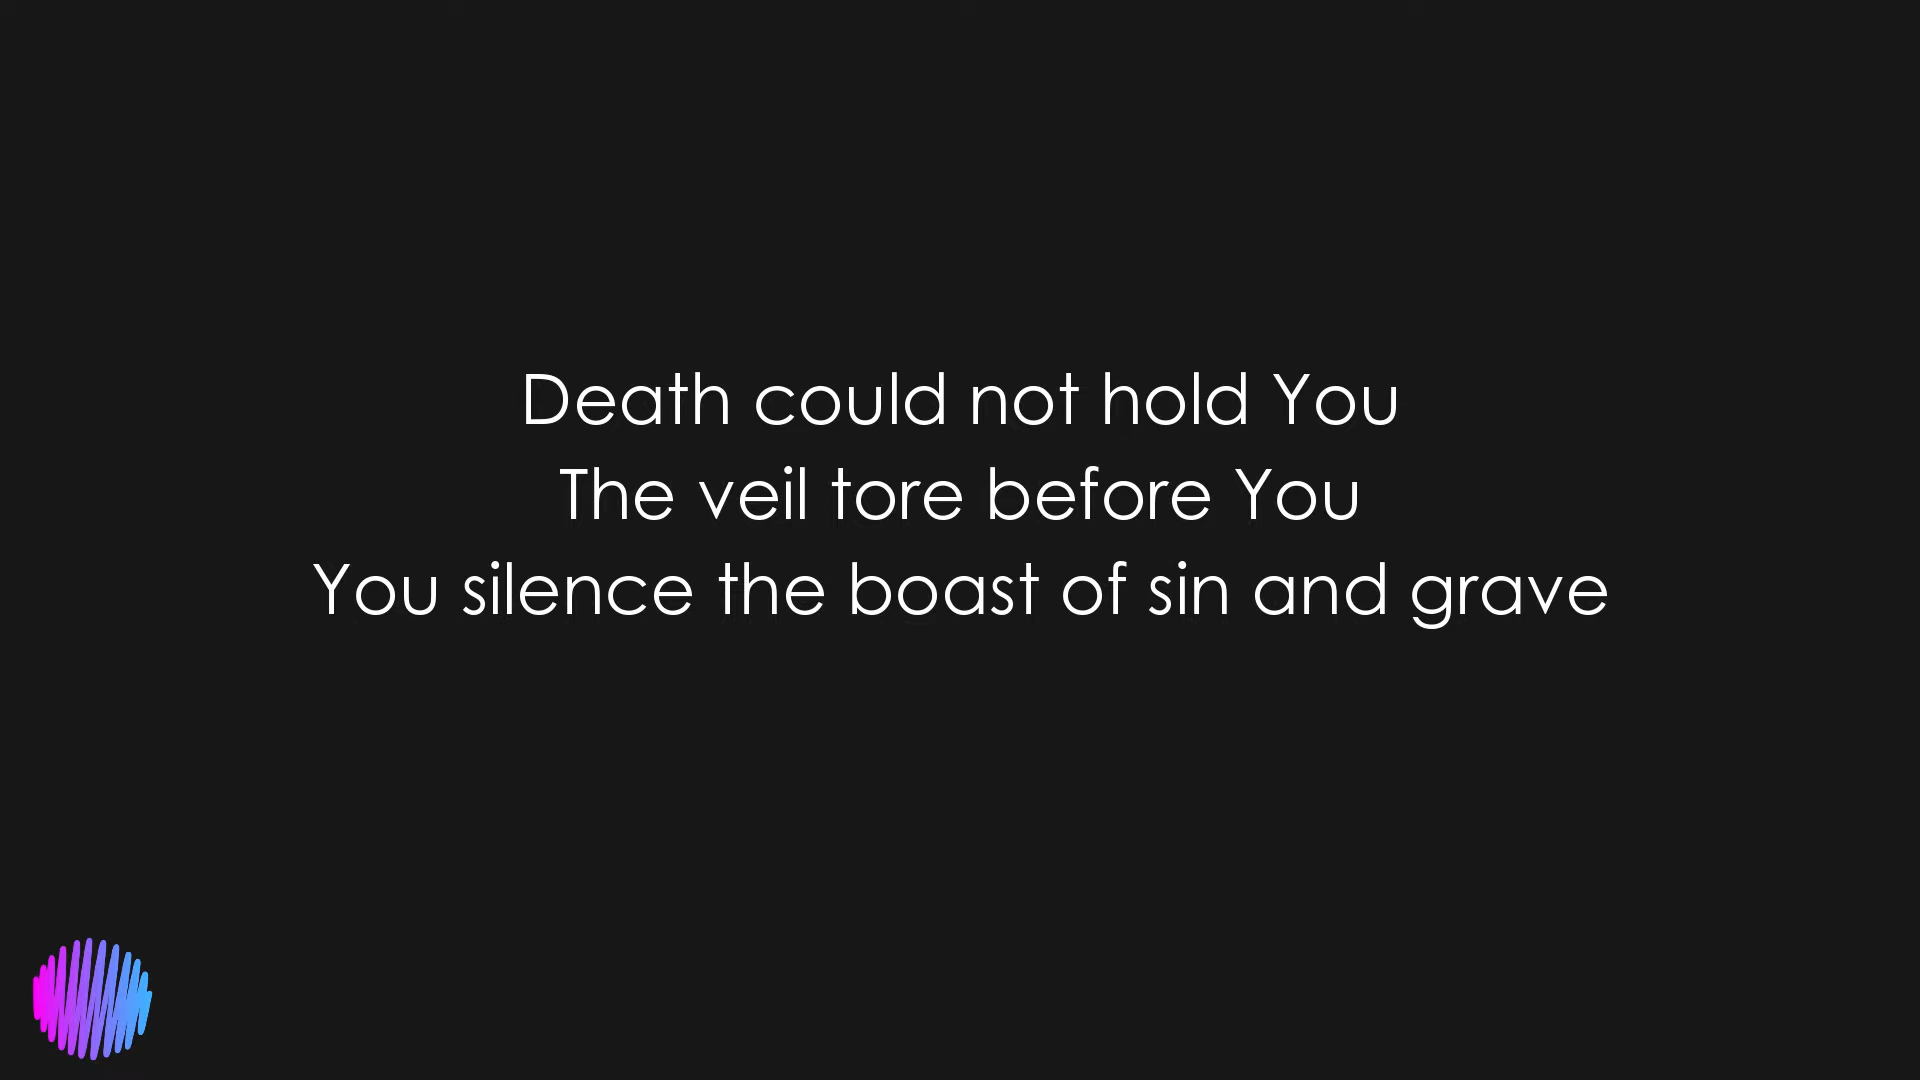 Death could not hold You
The veil tore before You
You silence the boast of sin and grave